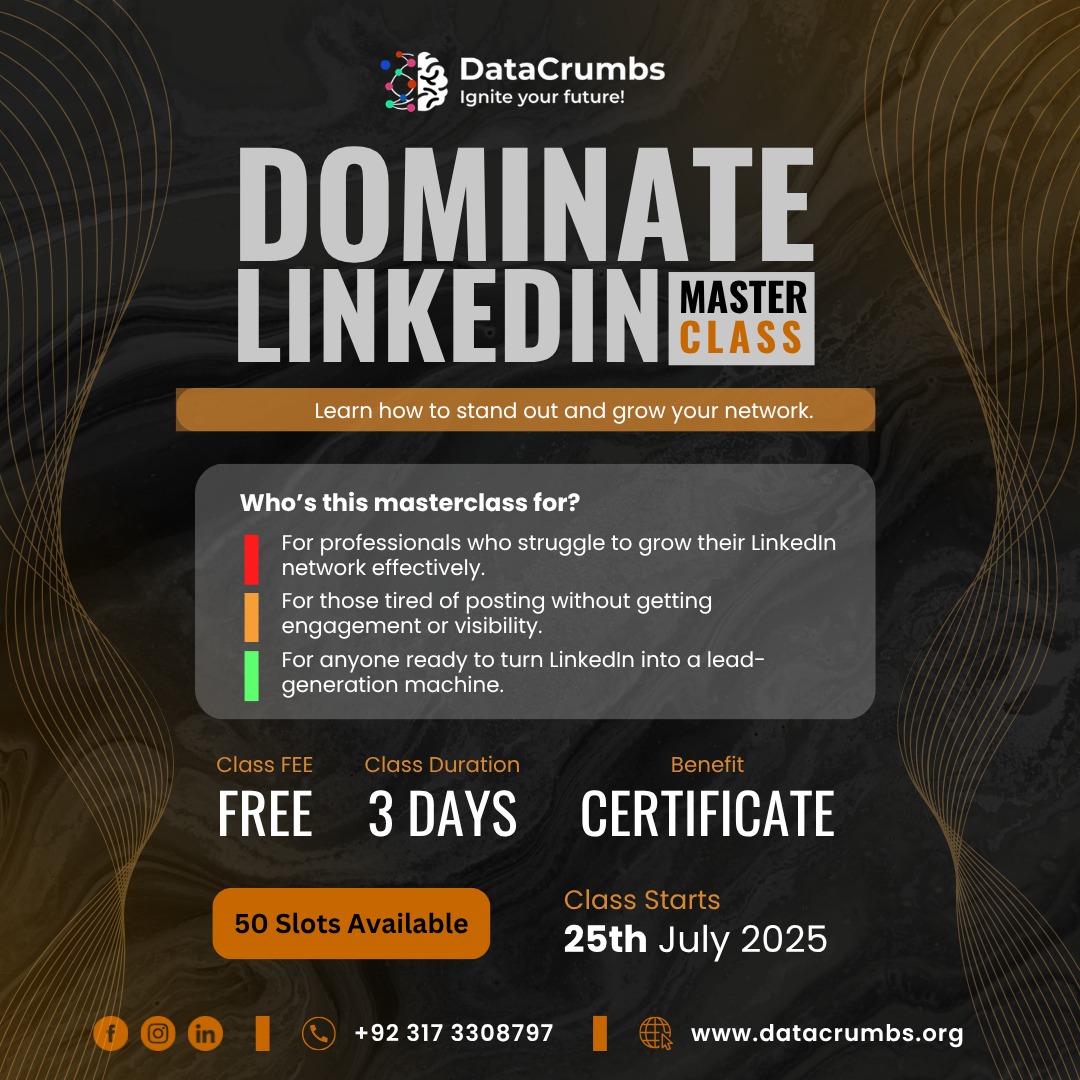 DataCrumbs
Ignite your future!
DOMINATE
LINKEDIN
MASTER
CLASS
Learn how to stand out and grow your network.
Who's this masterclass for?
For professionals who struggle to grow their LinkedIn
network effectively.
For those tired of posting without getting
engagement or visibility.
For anyone ready to turn LinkedIn into a lead-
generation machine.
Class FEE
FREE
Class Duration
3 DAYS
Benefit
CERTIFICATE
50 Slots Available
Class Starts
25th July 2025
+92 317 3308797
www.datacrumbs.org